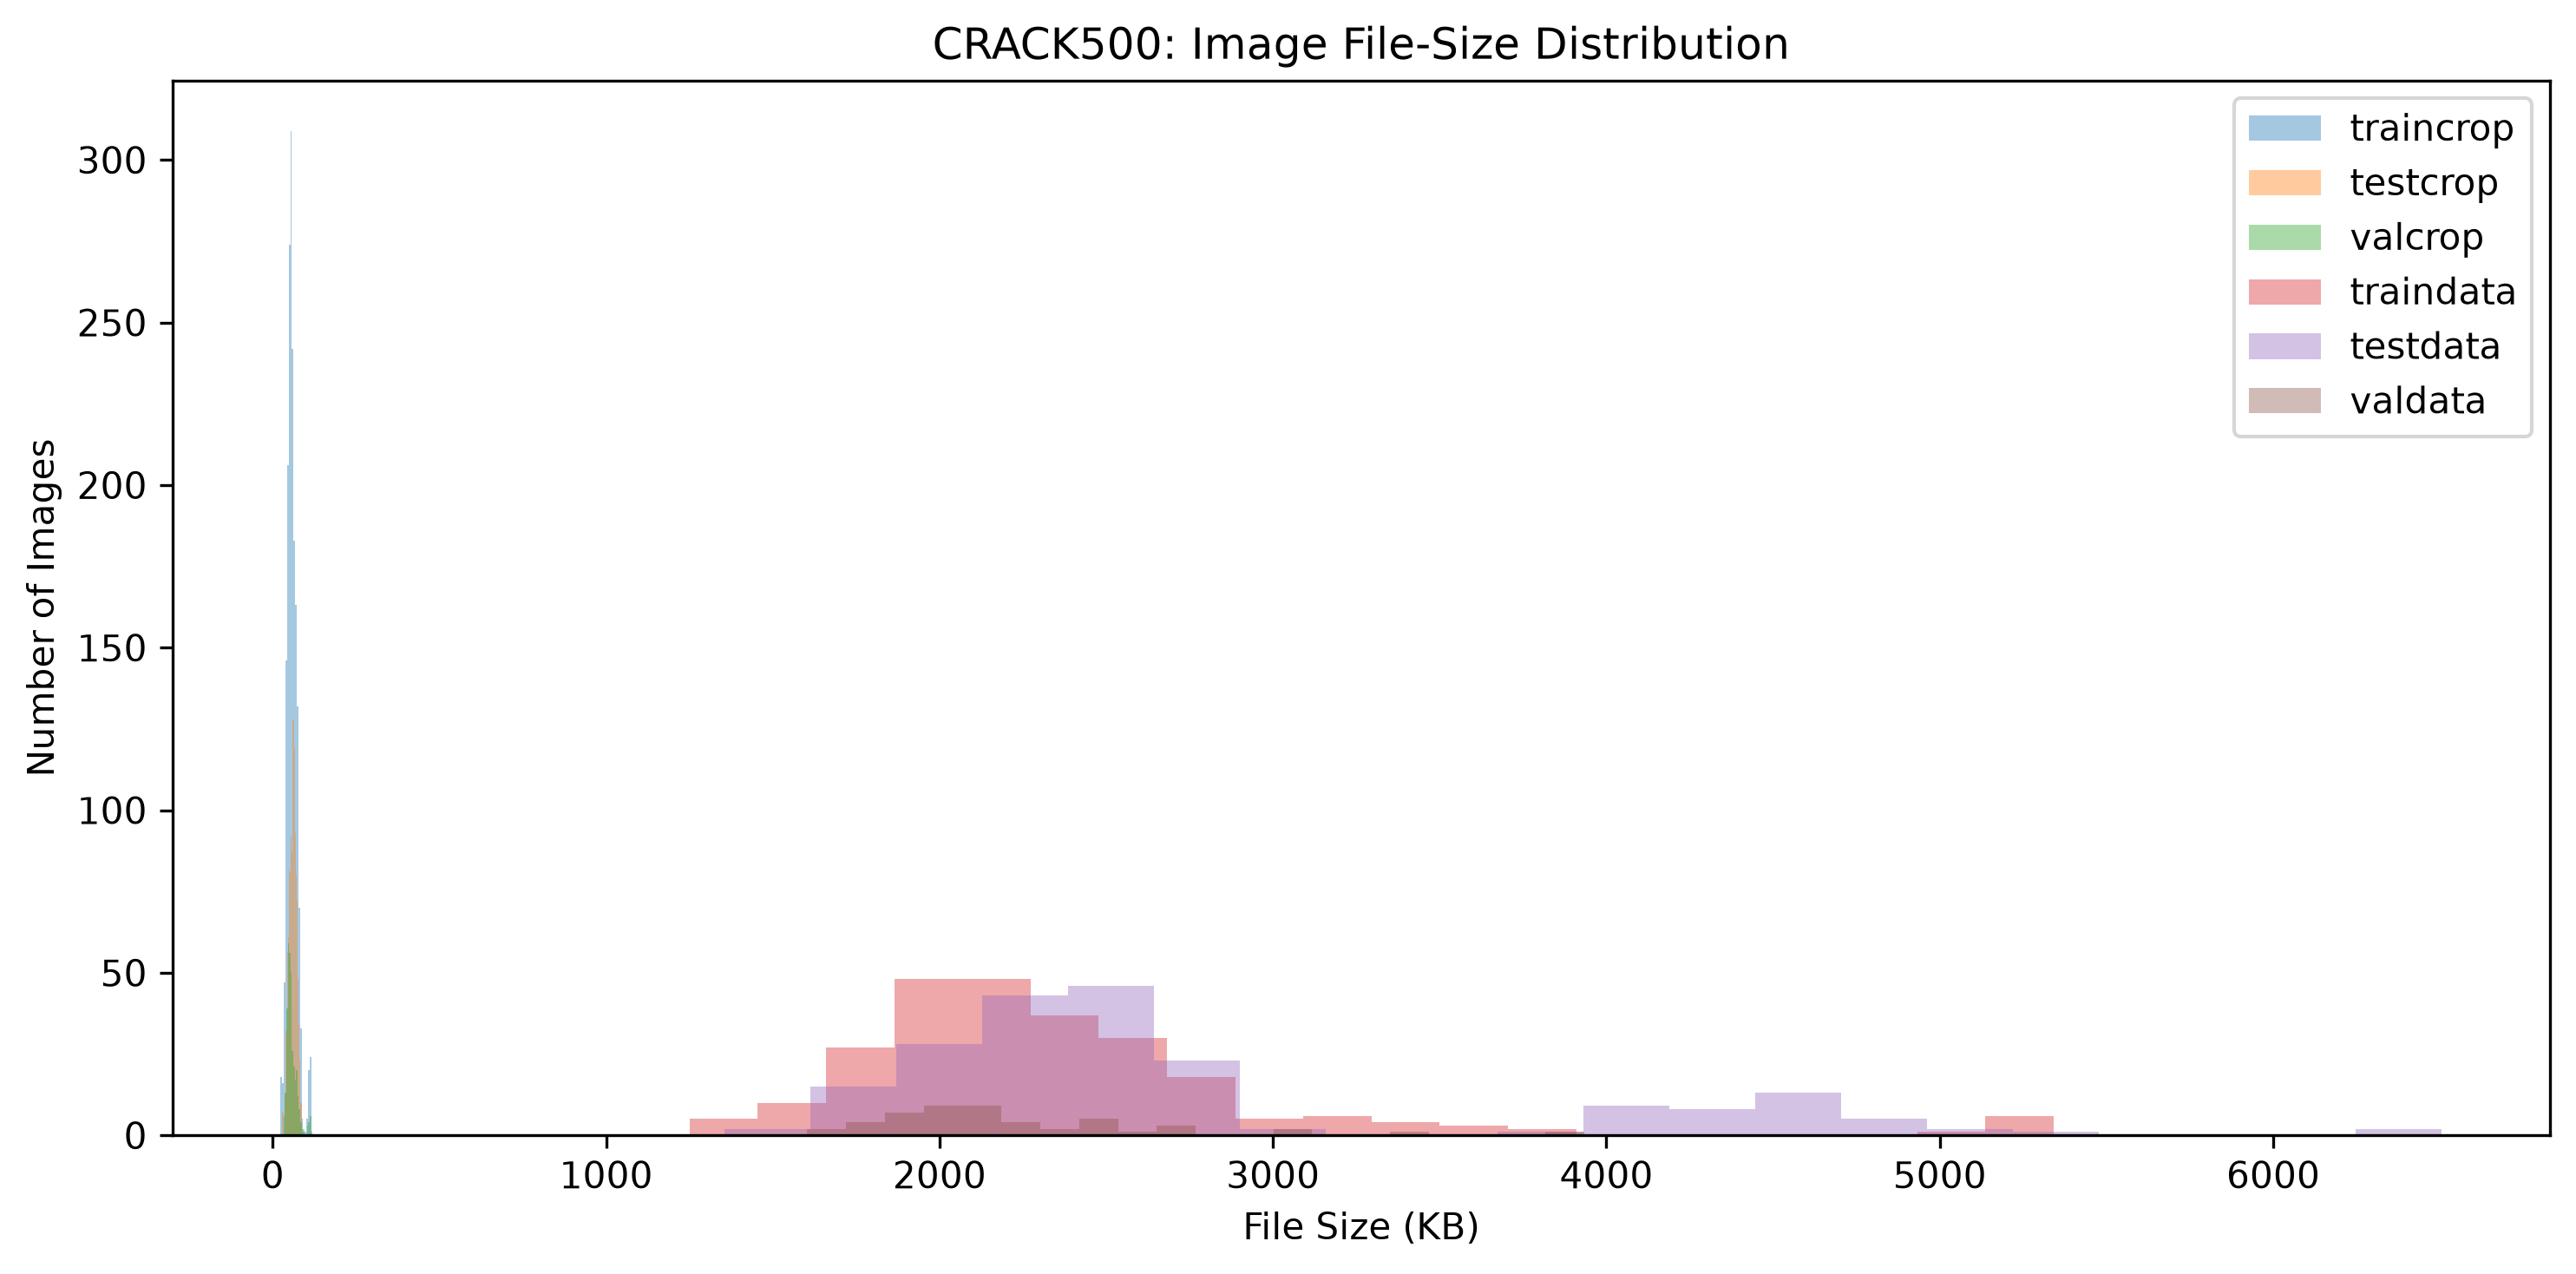 CRACK500: Image File-Size Distribution
traincrop
testcrop
valcrop
traindata
testdata
valdata
Number of Images
300
250
200
150
100
50
0
0 1000 2000 3000 4000 5000 6000
File Size (KB)